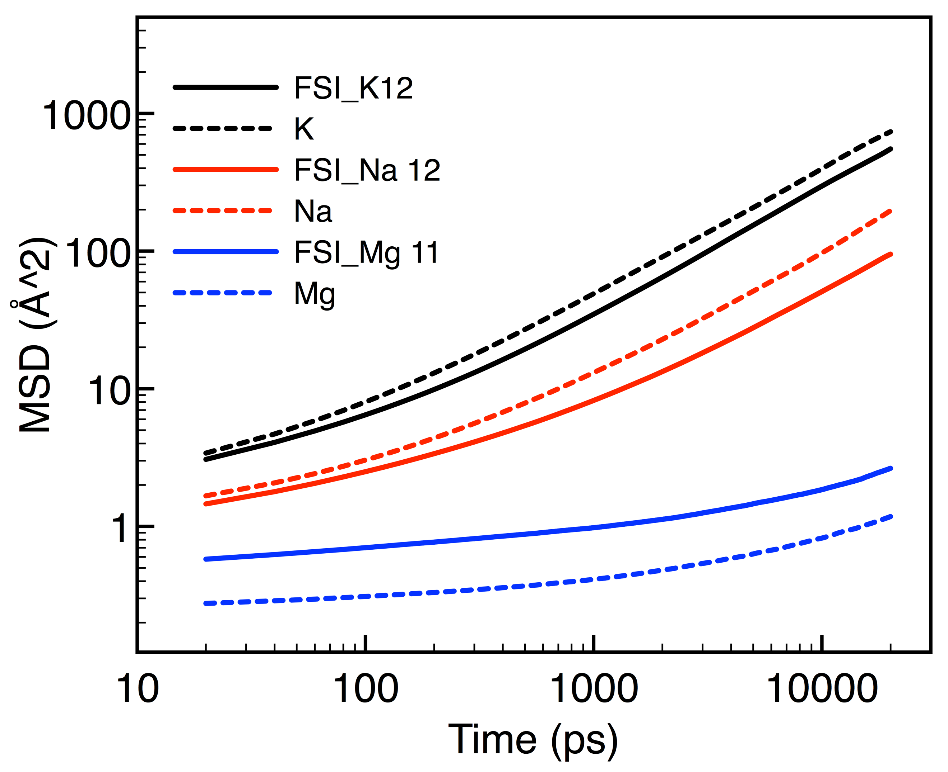 1000
100
10
1
MSD (Å^2)
FSI_K12
K
FSI_Na 12
Na
FSI_Mg 11
Mg
10 100 1000 10000
Time (ps)